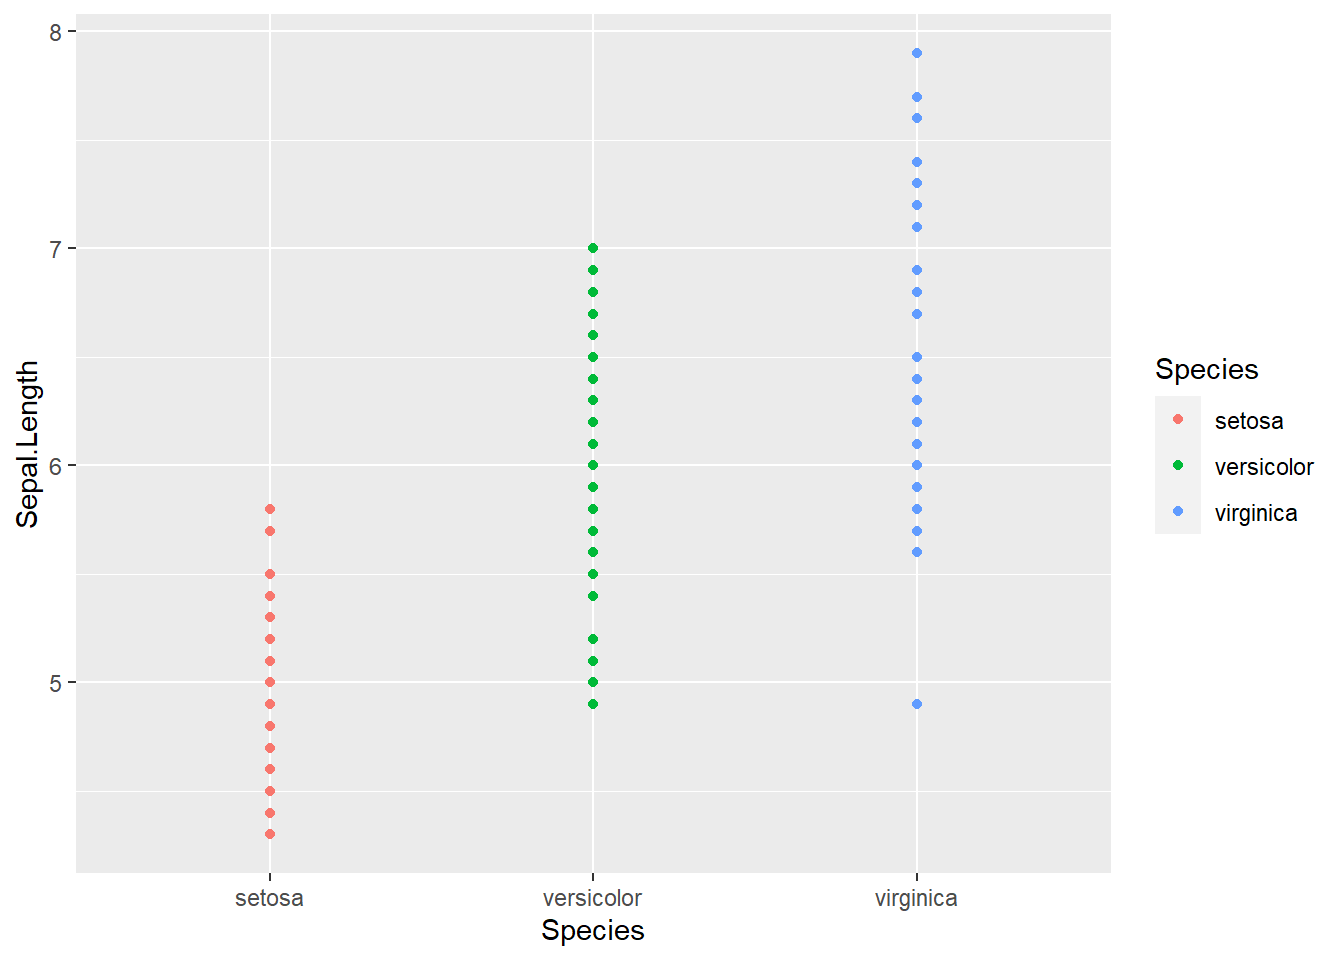 8
7
6
5
Sepal.Length
setosa
versicolor
virginica
Species
Species
setosa
versicolor
virginica